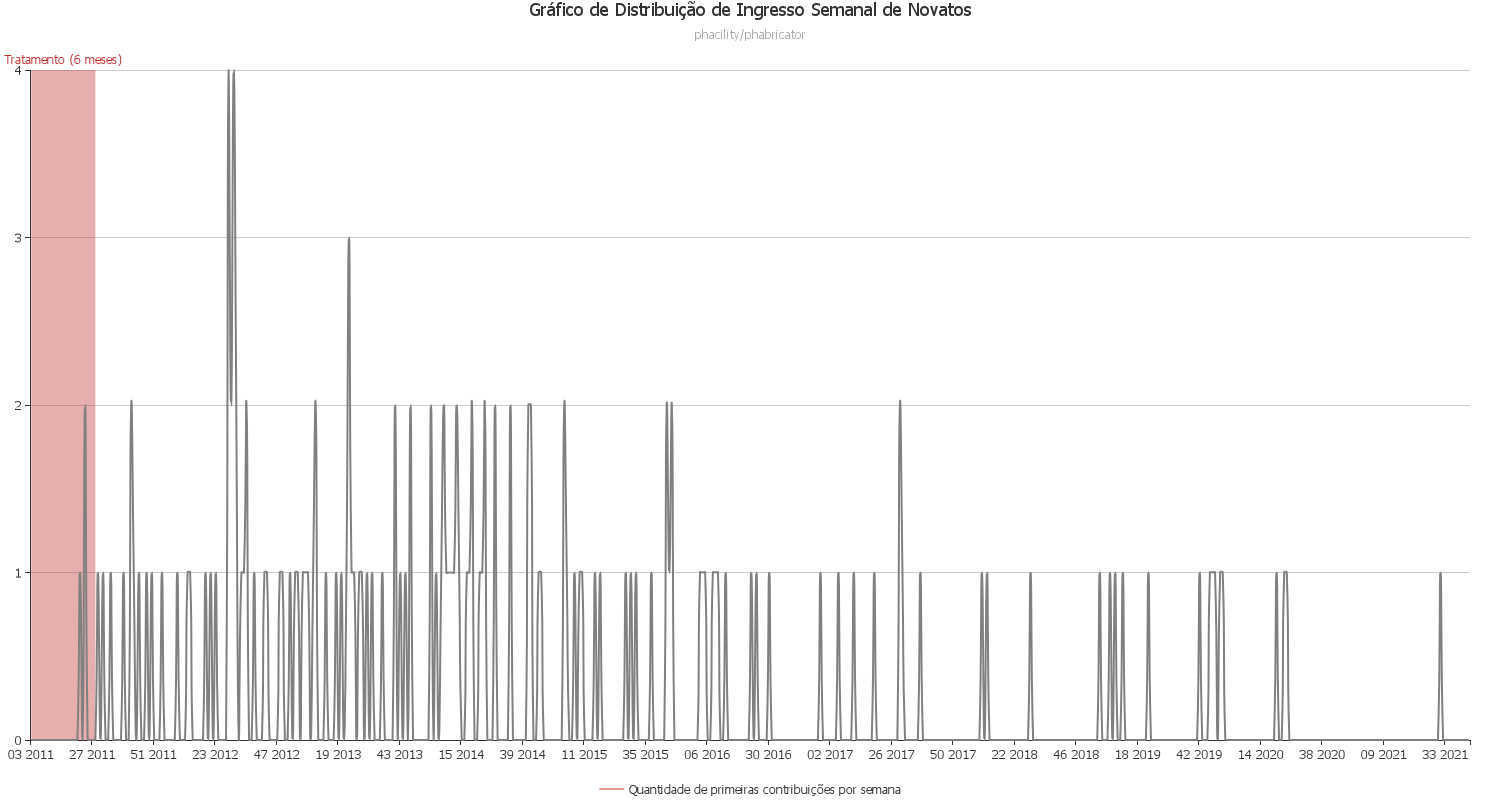 Gráfico de Distribuição de Ingresso Semanal de Novatos
phacility/phabricator
Tratamento (6 meses)
4
3
2
1
0
03 2011 27 2011 51 2011 23 2012 47 2012 19 2013 43 2013 15 2014 39 2014 11 2015 35 2015 06 2016 30 2016 02 2017 26 2017 50 2017 22 2018 46 2018 18 2019 42 2019 14 2020 38 2020 09 2021 33 2021
Quantidade de primeiras contribuições por semana